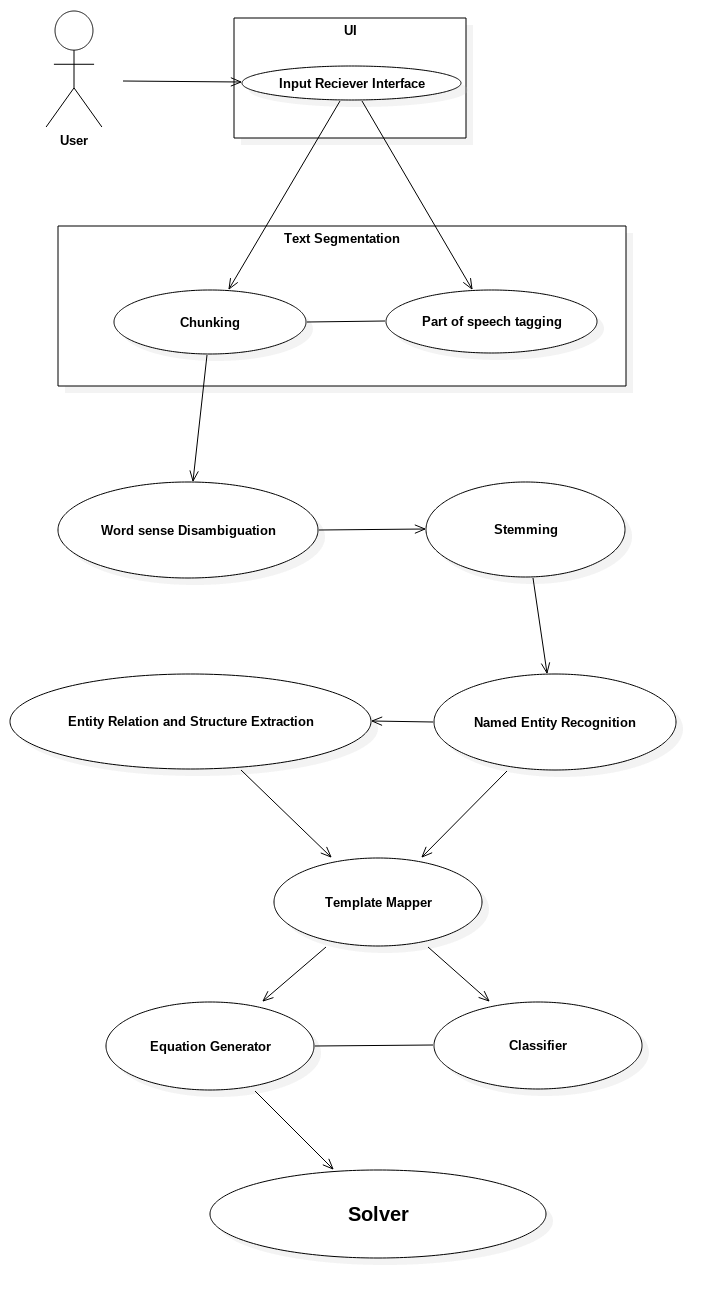 UI
Input Reciever Interface
User
Text Segmentation
Chunking
Part of speech tagging
Word sense Disambiguation
Stemming
Entity Relation and Structure Extraction
Named Entity Recognition
Template Mapper
Equation Generator
Classifier
Solver